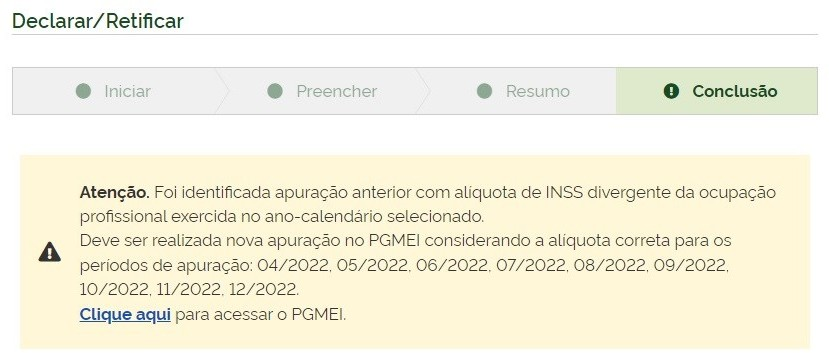 Declarar/Retificar
Iniciar
Preencher
Resumo
Conclusão
Atenção. Foi identificada apuração anterior com alíquota de INSS divergente da ocupação
profissional exercida no ano-calendário selecionado.
Deve ser realizada nova apuração no PGMEI considerando a alíquota correta para os
períodos de apuração: 04/2022, 05/2022, 06/2022, 07/2022, 08/2022, 09/2022,
10/2022, 11/2022, 12/2022.
Clique aqui para acessar o PGMEI.